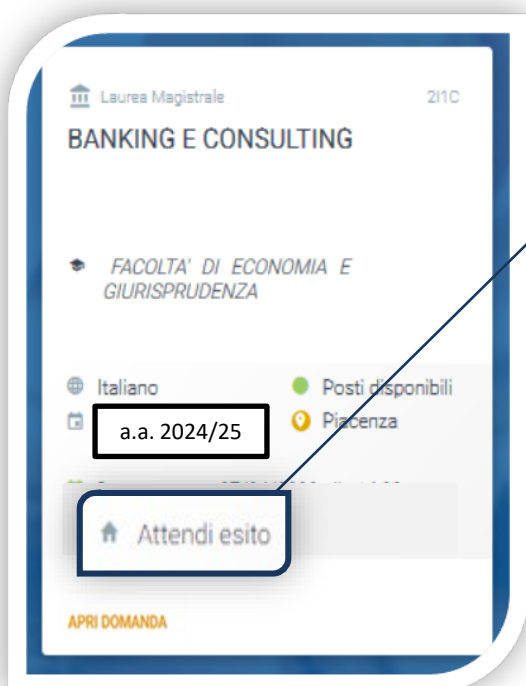 Laurea Magistrale 2I1C
BANKING E CONSULTING
FACOLTA' DI ECONOMIA E
GIURISPRUDENZA
Italiano Posti disponibili
a.a. 2024/25 Piacenza
Attendi esito
APRI DOMANDA